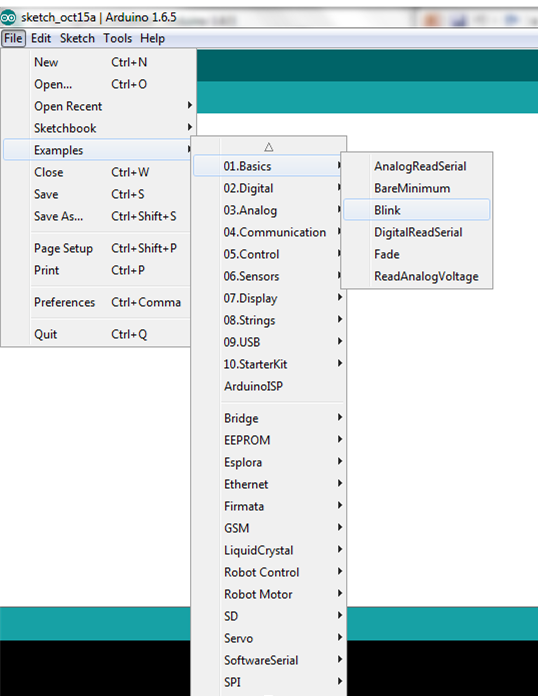 sketch_oct15a | Arduino 1.6.5
File Edit Sketch Tools Help
New Ctrl+N
Open... Ctrl+O
Open Recent
Sketchbook
Examples
Close Ctrl+W
Save Ctrl+S
Save As... Ctrl+Shift+S
Page Setup Ctrl+Shift+P
Print Ctrl+P
Preferences Ctrl+Comma
Quit Ctrl+Q
01.Basics
02.Digital
03.Analog
04.Communication
05.Control
06.Sensors
07.Display
08.Strings
09.USB
10.StarterKit
ArduinoISP
Bridge
EEPROM
Esplora
Ethernet
Firmata
GSM
LiquidCrystal
Robot Control
Robot Motor
SD
Servo
SoftwareSerial
SPI
AnalogReadSerial
BareMinimum
Blink
DigitalReadSerial
Fade
ReadAnalogVoltage